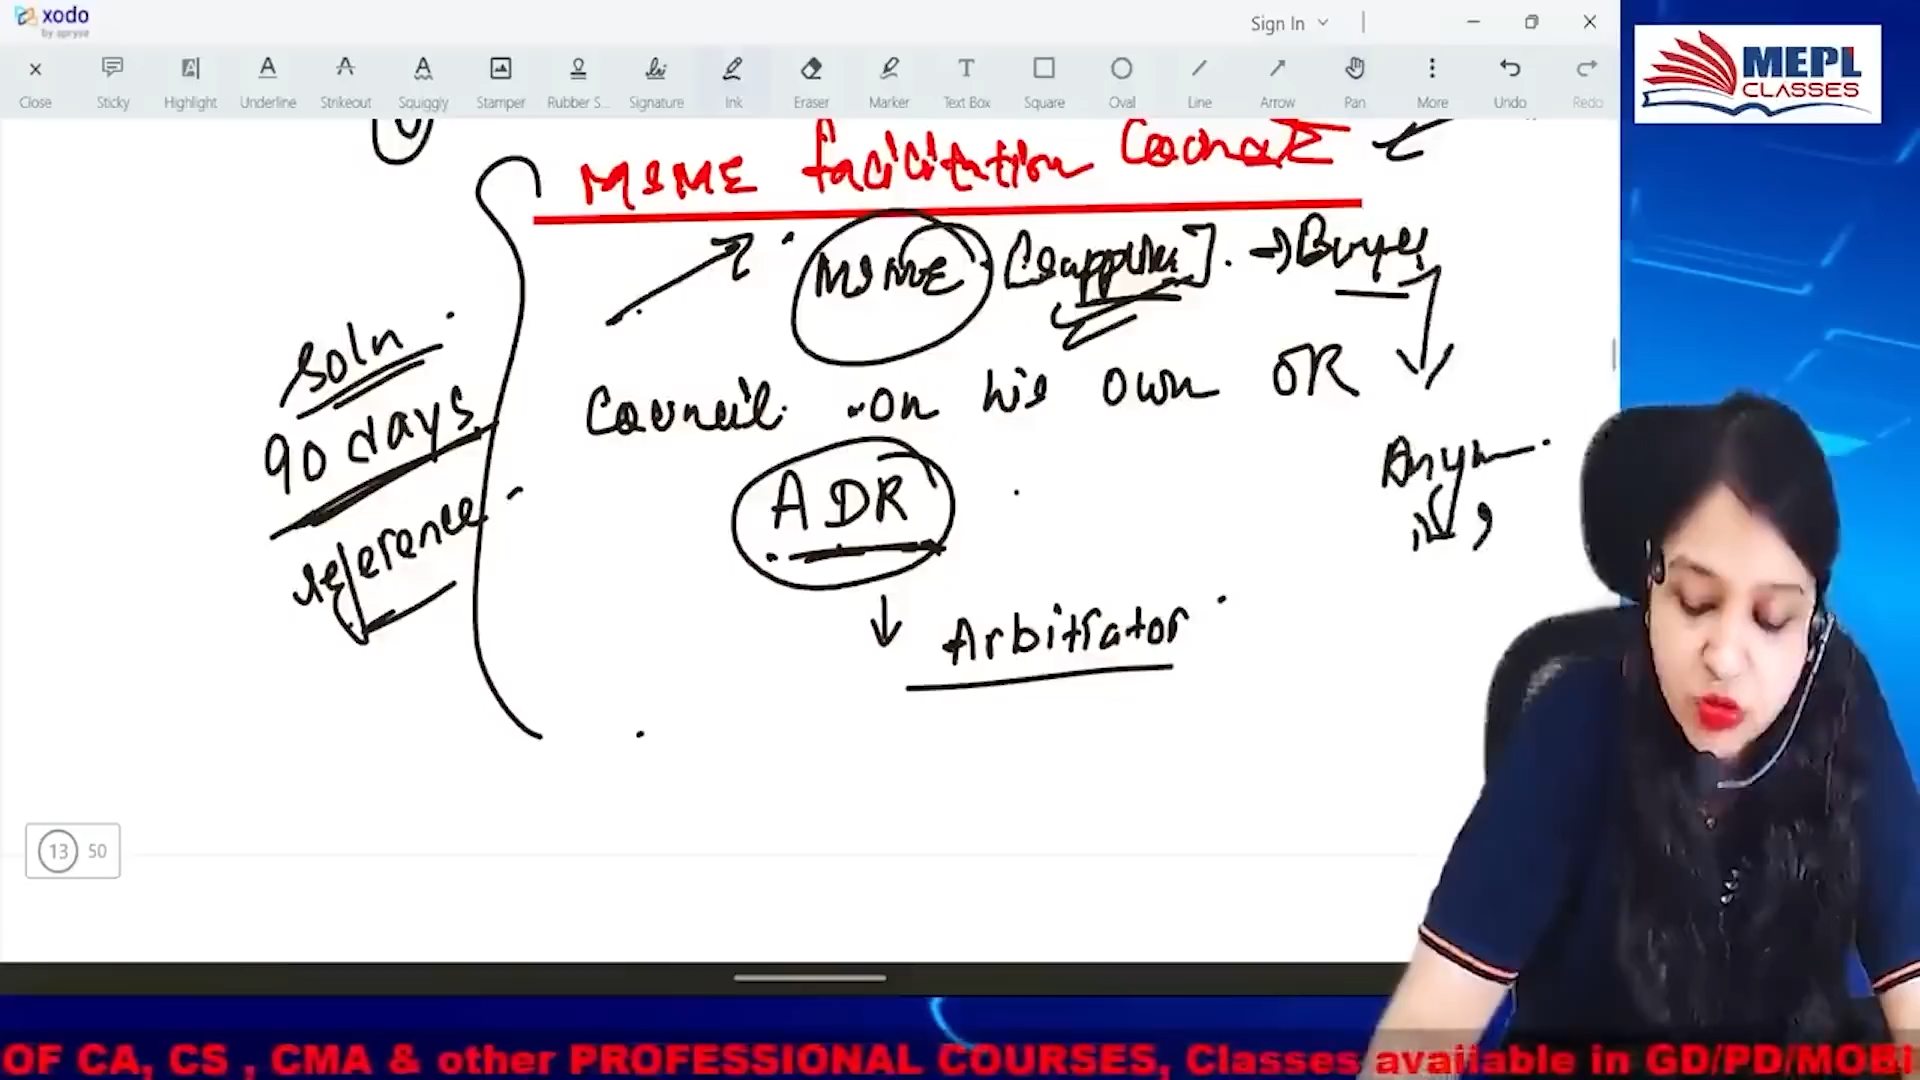 xodo
by apryse
Sign In
Close Sticky Highlight Underline Strikeout Squiggly Stamper Rubber S... Signature Ink Eraser Marker Text Box Square Oval Line Arrow Pan More Undo Redo
MEPL
CLASSES
MSME facilitation
MSME [Supplier] → Buyer
soln
90 days
reference
Council on his own OR
ADR
Arbitrator
13 50
OF CA, CS , CMA & other PROFESSIONAL COURSES, Classes available in GD/PD/MOBI